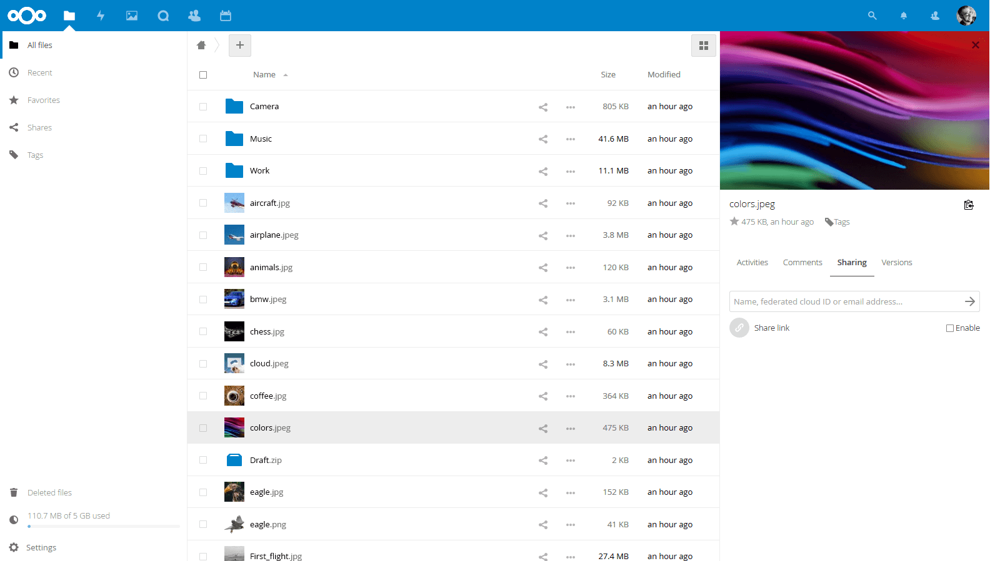 All files
Recent
Favorites
Shares
Tags
Deleted files
110.7 MB of 5 GB used
Settings
Name Size Modified
Camera 805 KB an hour ago
Music 41.6 MB an hour ago
Work 11.1 MB an hour ago
aircraft.jpg 92 KB an hour ago
airplane.jpeg 3.8 MB an hour ago
animals.jpg 120 KB an hour ago
bmw.jpeg 3.1 MB an hour ago
chess.jpg 60 KB an hour ago
cloud.jpeg 8.3 MB an hour ago
coffee.jpg 364 KB an hour ago
colors.jpeg 475 KB an hour ago
Draft.zip 2 KB an hour ago
eagle.jpg 152 KB an hour ago
eagle.png 41 KB an hour ago
First_flight.jpg 27.4 MB an hour ago
colors.jpeg
475 KB, an hour ago Tags
Activities Comments Sharing Versions
Name, federated cloud ID or email address...
Share link Enable